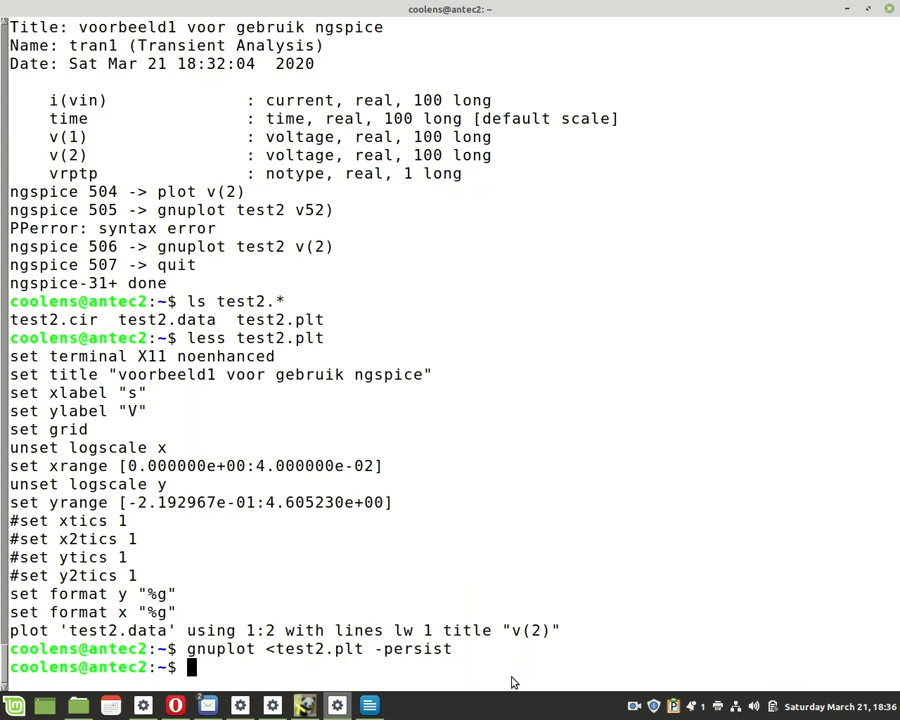 coolens@antec2: ~
Title: voorbeeld1 voor gebruik ngspice
Name: tran1 (Transient Analysis)
Date: Sat Mar 21 18:32:04  2020
i(vin)               : current, real, 100 long
time                 : time, real, 100 long [default scale]
v(1)                 : voltage, real, 100 long
v(2)                 : voltage, real, 100 long
vrptp                : notype, real, 1 long
ngspice 504 -> plot v(2)
ngspice 505 -> gnuplot test2 v52)
PPerror: syntax error
ngspice 506 -> gnuplot test2 v(2)
ngspice 507 -> quit
ngspice-31+ done
coolens@antec2:~$ ls test2.*
test2.cir  test2.data  test2.plt
coolens@antec2:~$ less test2.plt
set terminal X11 noenhanced
set title "voorbeeld1 voor gebruik ngspice"
set xlabel "s"
set ylabel "V"
set grid
unset logscale x
set xrange [0.000000e+00:4.000000e-02]
unset logscale y
set yrange [-2.192967e-01:4.605230e+00]
#set xtics 1
#set x2tics 1
#set ytics 1
#set y2tics 1
set format y "%g"
set format x "%g"
plot 'test2.data' using 1:2 with lines lw 1 title "v(2)"
coolens@antec2:~$ gnuplot <test2.plt -persist
coolens@antec2:~$
2
1
Saturday March 21, 18:36